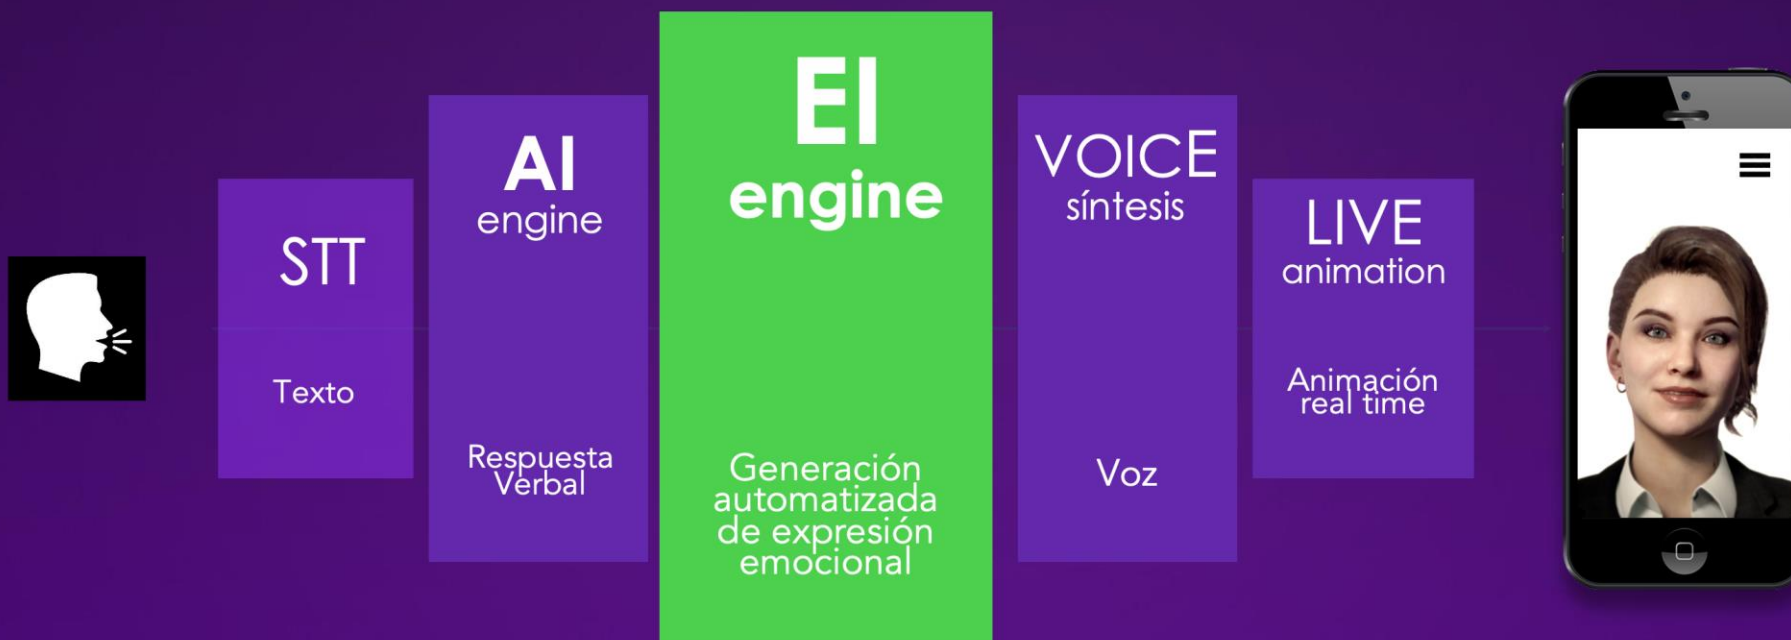 STT
Texto
AI
engine
Respuesta
Verbal
EI
engine
Generación
automatizada
de expresión
emocional
VOICE
síntesis
Voz
LIVE
animation
Animación
real time